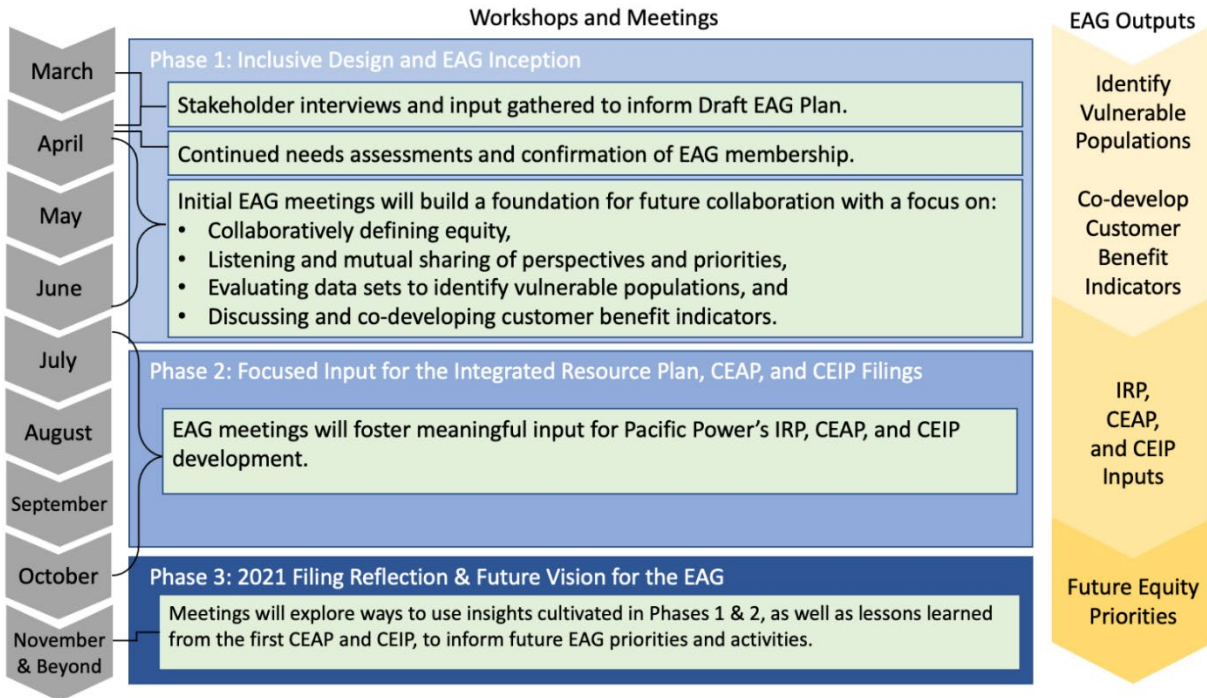 Workshops and Meetings
EAG Outputs
March
April
May
June
July
August
September
October
November
& Beyond
Phase 1: Inclusive Design and EAG Inception
Stakeholder interviews and input gathered to inform Draft EAG Plan.
Continued needs assessments and confirmation of EAG membership.
Initial EAG meetings will build a foundation for future collaboration with a focus on:
• Collaboratively defining equity,
• Listening and mutual sharing of perspectives and priorities,
• Evaluating data sets to identify vulnerable populations, and
• Discussing and co-developing customer benefit indicators.
Phase 2: Focused Input for the Integrated Resource Plan, CEAP, and CEIP Filings
EAG meetings will foster meaningful input for Pacific Power’s IRP, CEAP, and CEIP
development.
Phase 3: 2021 Filing Reflection & Future Vision for the EAG
Meetings will explore ways to use insights cultivated in Phases 1 & 2, as well as lessons learned
from the first CEAP and CEIP, to inform future EAG priorities and activities.
Identify
Vulnerable
Populations
Co-develop
Customer
Benefit
Indicators
IRP,
CEAP,
and CEIP
Inputs
Future Equity
Priorities